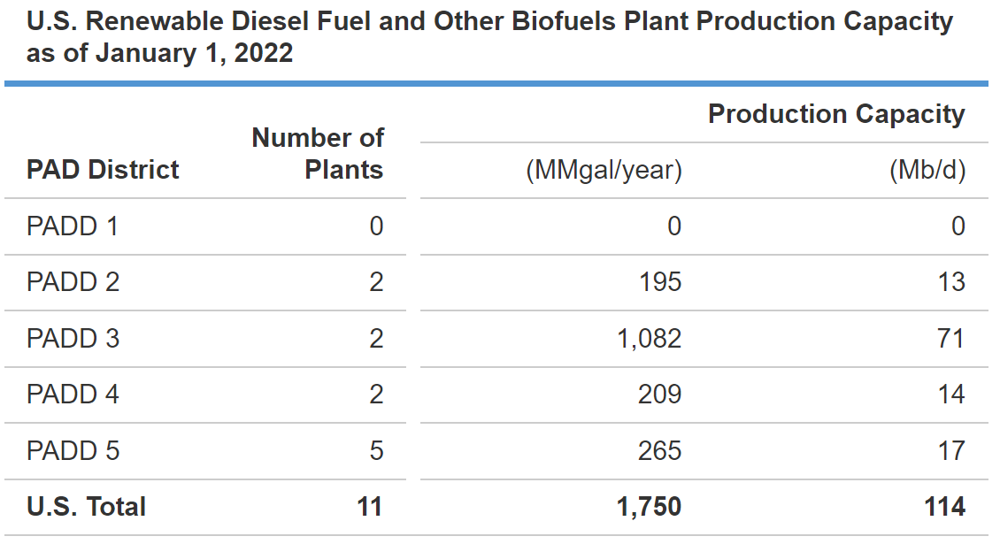 U.S. Renewable Diesel Fuel and Other Biofuels Plant Production Capacity
as of January 1, 2022
Production Capacity
PAD District Number of Plants (MMgal/year) (Mb/d)
PADD 1 0 0 0
PADD 2 2 195 13
PADD 3 2 1,082 71
PADD 4 2 209 14
PADD 5 5 265 17
U.S. Total 11 1,750 114